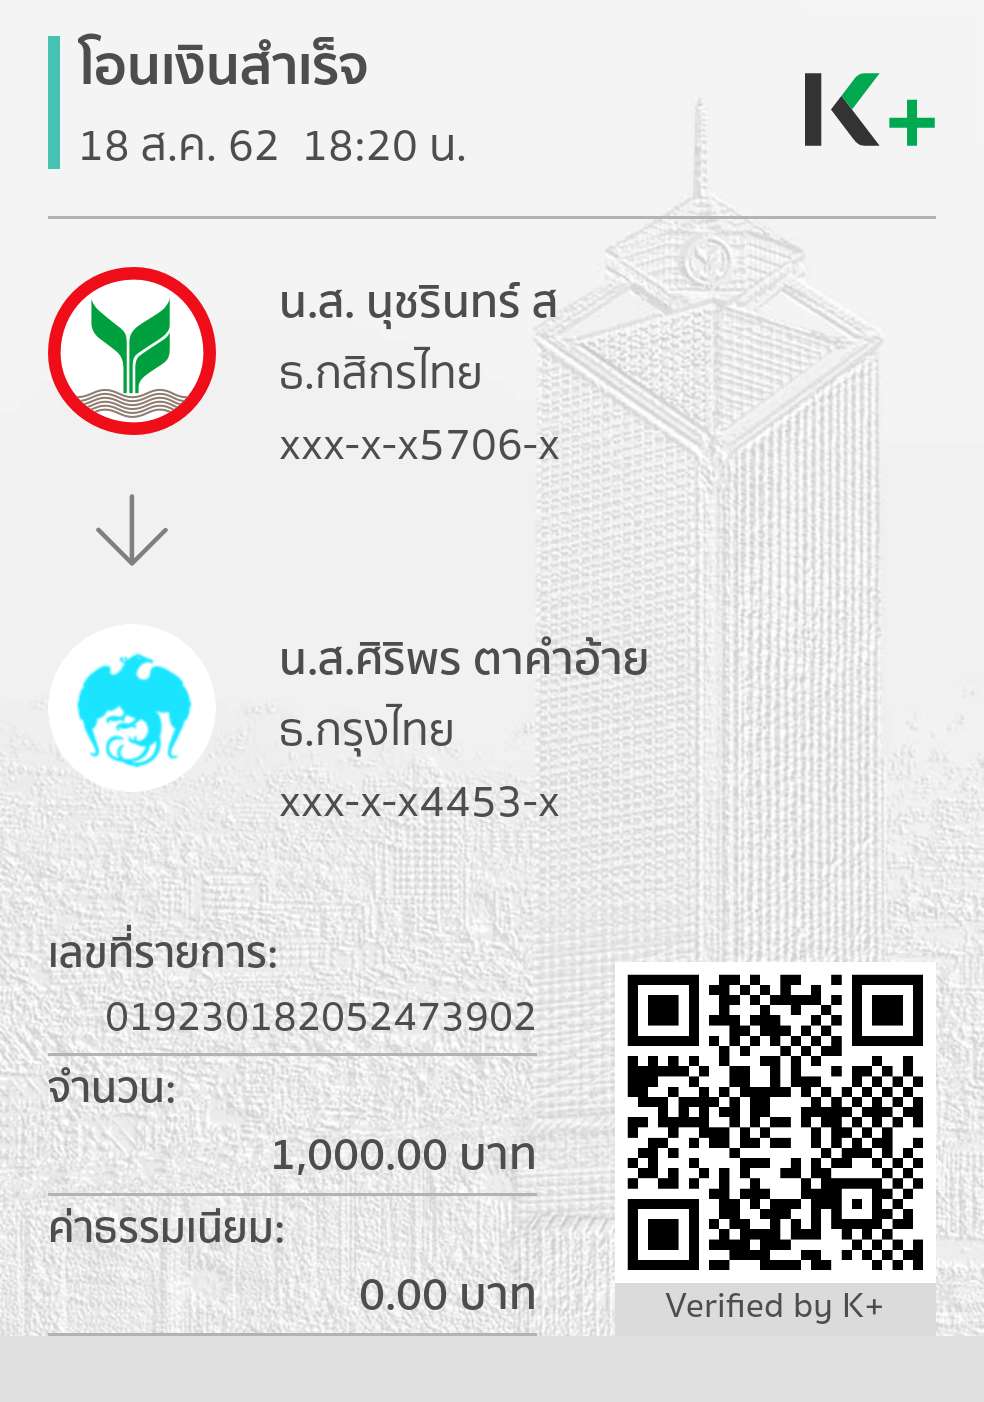 โอนเงินสำเร็จ
18 ส.ค. 62 18:20 น.
K+
น.ส. นุชรินทร์ ส
ธ.กสิกรไทย
xxx-x-x5706-x
น.ส.ศิริพร ตาคำอ้าย
ธ.กรุงไทย
xxx-x-x4453-x
เลขที่รายการ:
019230182052473902
จำนวน:
1,000.00 บาท
ค่าธรรมเนียม:
0.00 บาท
Verified by K+